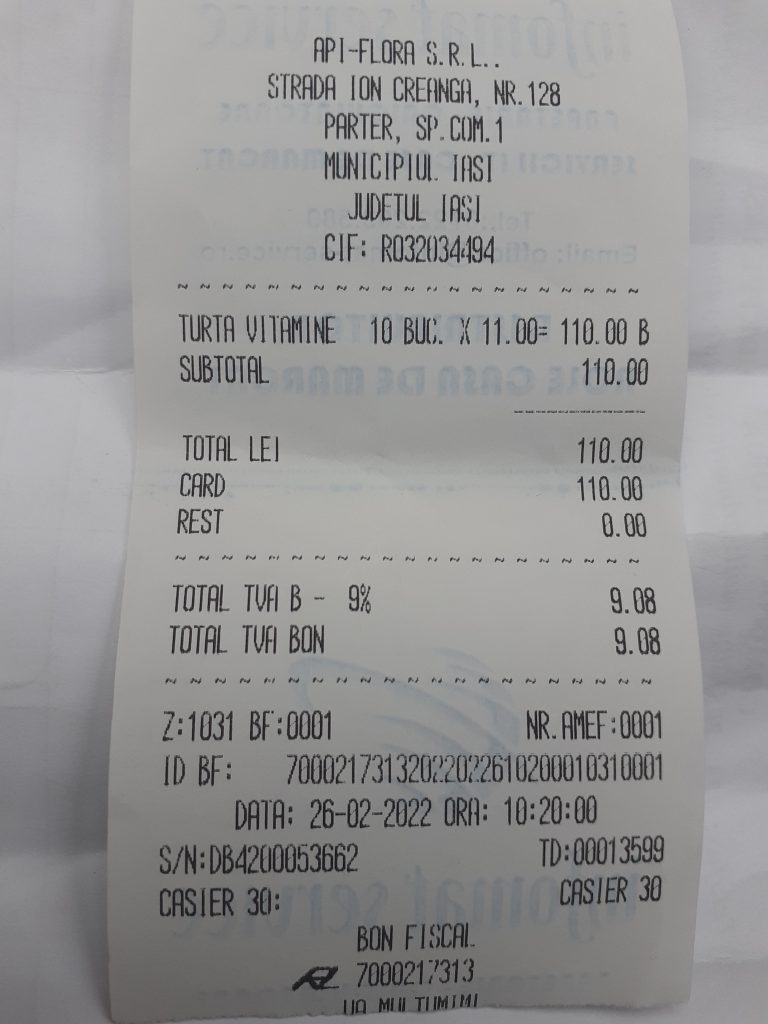 API-FLORA S.R.L..
STRADA ION CREANGA, NR.128
PARTER, SP.COM.1
MUNICIPIUL IASI
JUDETUL IASI
CIF: RO32034494
~ ~ ~ ~ ~ ~ ~ ~ ~ ~ ~ ~ ~ ~ ~ ~ ~ ~ ~ ~
TURTA VITAMINE 10 BUC. X 11.00= 110.00 B
SUBTOTAL 110.00
TOTAL LEI 110.00
CARD 110.00
REST 0.00
~ ~ ~ ~ ~ ~ ~ ~ ~ ~ ~ ~ ~ ~ ~ ~ ~ ~ ~ ~
TOTAL TVA B - 9% 9.08
TOTAL TVA BON 9.08
~ ~ ~ ~ ~ ~ ~ ~ ~ ~ ~ ~ ~ ~ ~ ~ ~ ~ ~ ~
Z:1031 BF:0001 NR.AMEF:0001
ID BF: 70002173132022022610200010310001
DATA: 26-02-2022 ORA: 10:20:00
S/N:DB4200053662 TD:00013599
CASIER 30: CASIER 30
BON FISCAL
7000217313
VA MULTUMIM!